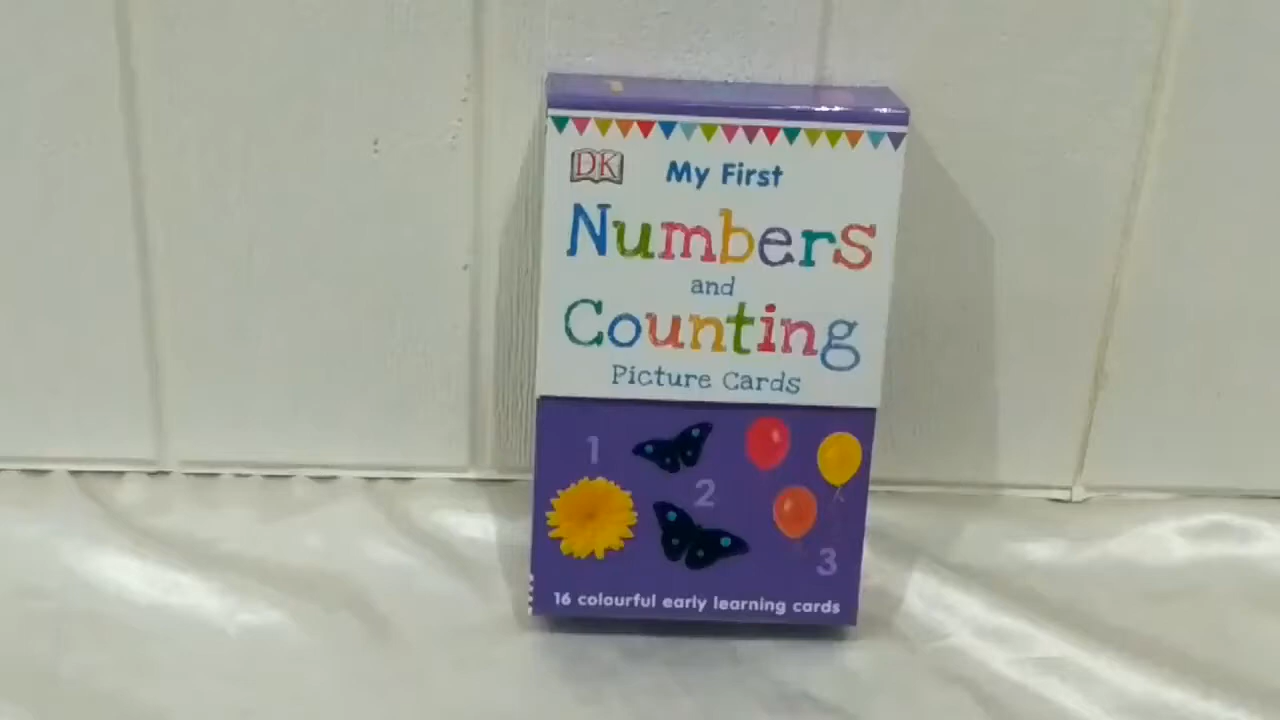 DK
My First
Numbers
and
Counting
Picture Cards
1
2
3
16 colourful early learning cards